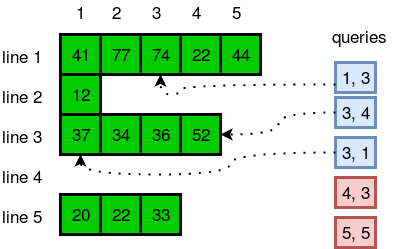 1 2 3 4 5
queries
line 1 41 77 74 22 44
1, 3
line 2 12
3, 4
line 3 37 34 36 52
3, 1
line 4
4, 3
line 5 20 22 33
5, 5